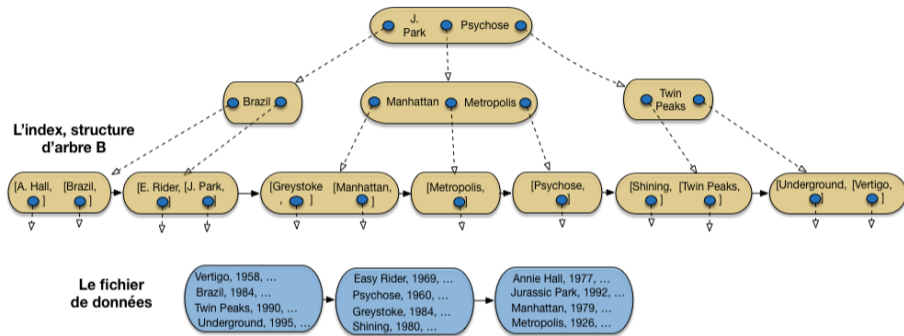 J.
Park
Psychose
Brazil
Manhattan
Metropolis
Twin
Peaks
L'index, structure
d'arbre B
[A. Hall,
]
[Brazil,
]
[E. Rider,
]
[J. Park,
]
[Greystoke
, ]
[Manhattan,
]
[Metropolis,
]
[Psychose,
]
[Shining,
]
[Twin Peaks,
]
[Underground,
]
[Vertigo,
]
Le fichier
de données
Vertigo, 1958, …
Brazil, 1984, …
Twin Peaks, 1990, …
Underground, 1995, …
Easy Rider, 1969, …
Psychose, 1960, …
Greystoke, 1984, …
Shining, 1980, …
Annie Hall, 1977, …
Jurassic Park, 1992, …
Manhattan, 1979, …
Metropolis, 1926, …